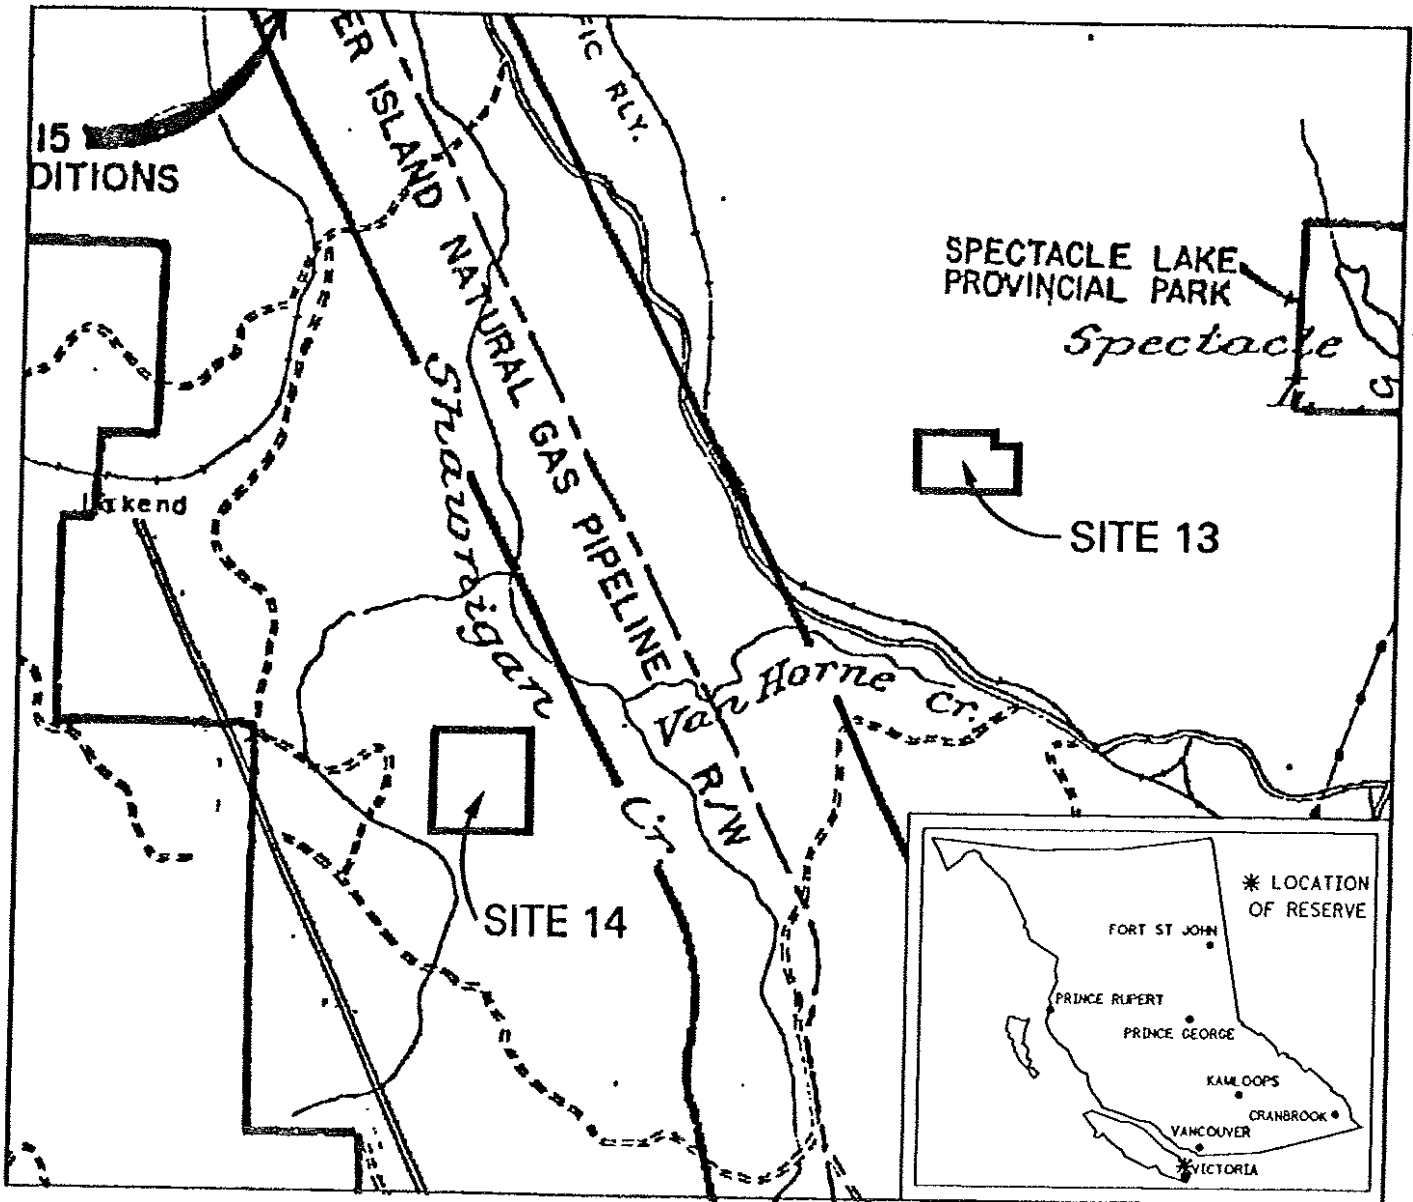 ER ISLAND NATURAL GAS PIPELINE R/W
FIC RLY.
15
DITIONS
SPECTACLE LAKE
PROVINCIAL PARK
Spectacle
L.
Shawnigan Cr.
SITE 13
Van Horne Cr.
SITE 14
* LOCATION
OF RESERVE
FORT ST JOHN
PRINCE RUPERT
PRINCE GEORGE
KAMLOOPS
CRANBROOK
VANCOUVER
VICTORIA